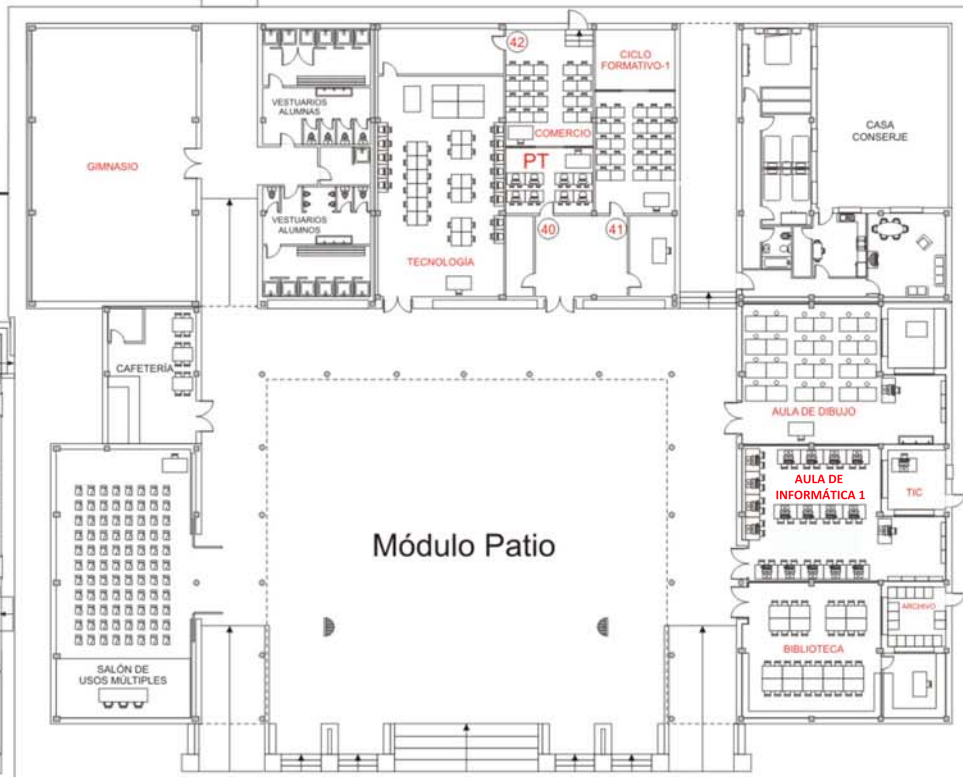 42
CICLO
FORMATIVO-1
VESTUARIOS
ALUMNAS
COMERCIO
CASA
CONSERJE
GIMNASIO
PT
VESTUARIOS
ALUMNOS
40
41
TECNOLOGÍA
CAFETERÍA
AULA DE DIBUJO
AULA DE
INFORMÁTICA 1
TIC
Módulo Patio
ARCHIVO
BIBLIOTECA
SALÓN DE
USOS MÚLTIPLES